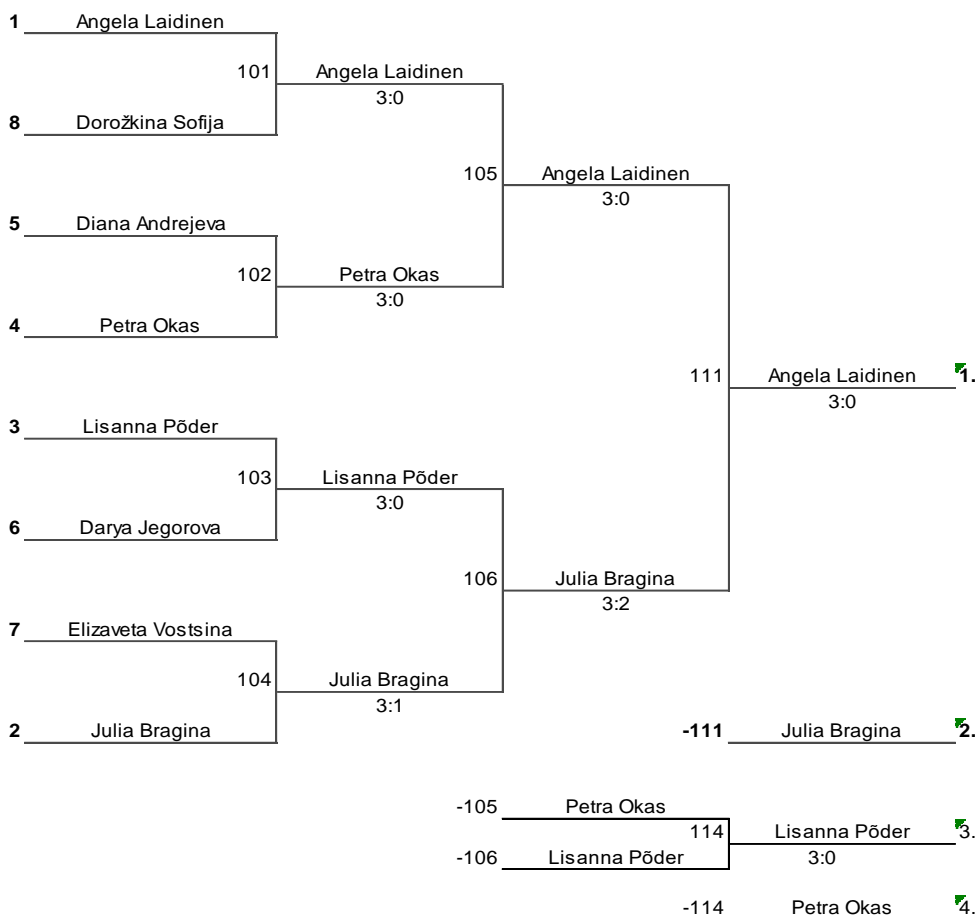 1 Angela Laidinen
101 Angela Laidinen
3:0
8 Dorožkina Sofija
105 Angela Laidinen
3:0
5 Diana Andrejeva
102 Petra Okas
3:0
4 Petra Okas
111 Angela Laidinen 1.
3:0
3 Lisanna Põder
103 Lisanna Põder
3:0
6 Darya Jegorova
106 Julia Bragina
3:2
7 Elizaveta Vostsina
104 Julia Bragina
3:1
2 Julia Bragina
-111 Julia Bragina 2.
-105 Petra Okas
114 Lisanna Põder 3.
-106 Lisanna Põder 3:0
-114 Petra Okas 4.